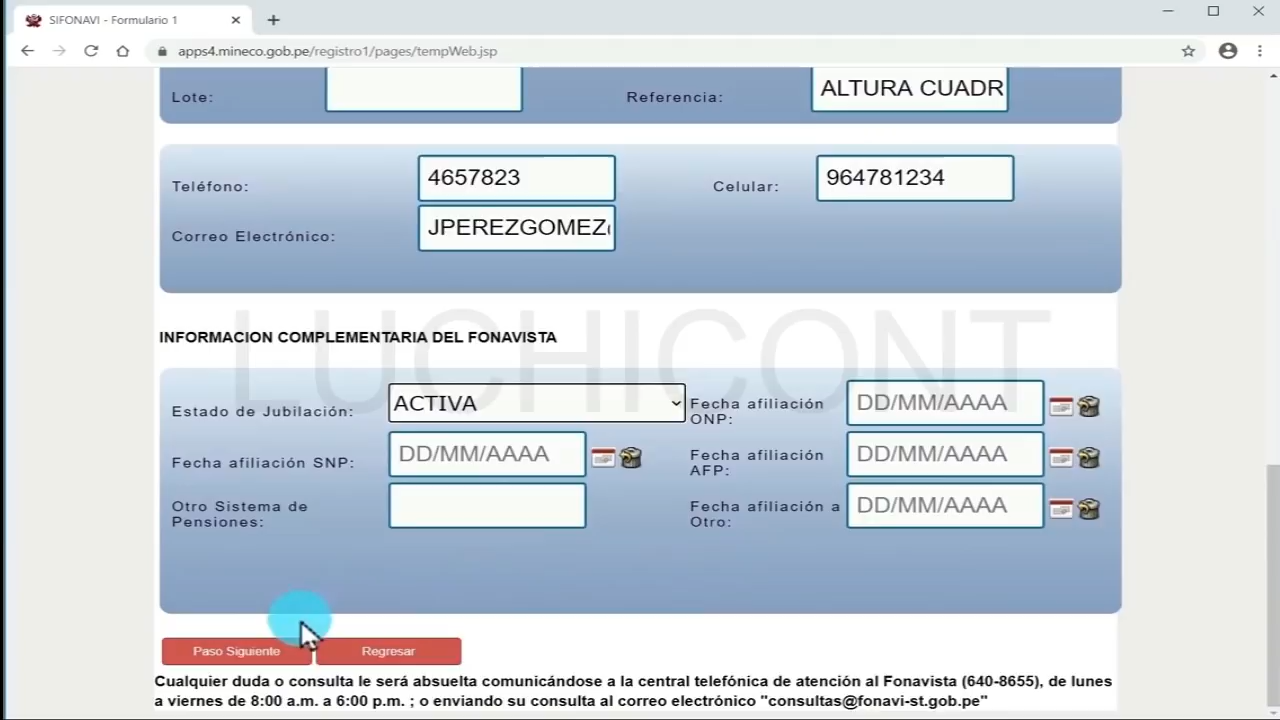 SIFONAVI - Formulario 1
apps4.mineco.gob.pe/registro1/pages/tempWeb.jsp
Lote:
Referencia: ALTURA CUADR
Teléfono: 4657823 Celular: 964781234
Correo Electrónico: JPEREZGOMEZ
LUCHICONT
INFORMACION COMPLEMENTARIA DEL FONAVISTA
Estado de Jubilación: ACTIVA
Fecha afiliación
ONP:
DD/MM/AAAA
Fecha afiliación SNP: DD/MM/AAAA
Fecha afiliación
AFP:
DD/MM/AAAA
Otro Sistema de
Pensiones:
Fecha afiliación a
Otro:
DD/MM/AAAA
Paso Siguiente Regresar
Cualquier duda o consulta le será absuelta comunicándose a la central telefónica de atención al Fonavista (640-8655), de lunes
a viernes de 8:00 a.m. a 6:00 p.m. ; o enviando su consulta al correo electrónico "consultas@fonavi-st.gob.pe"